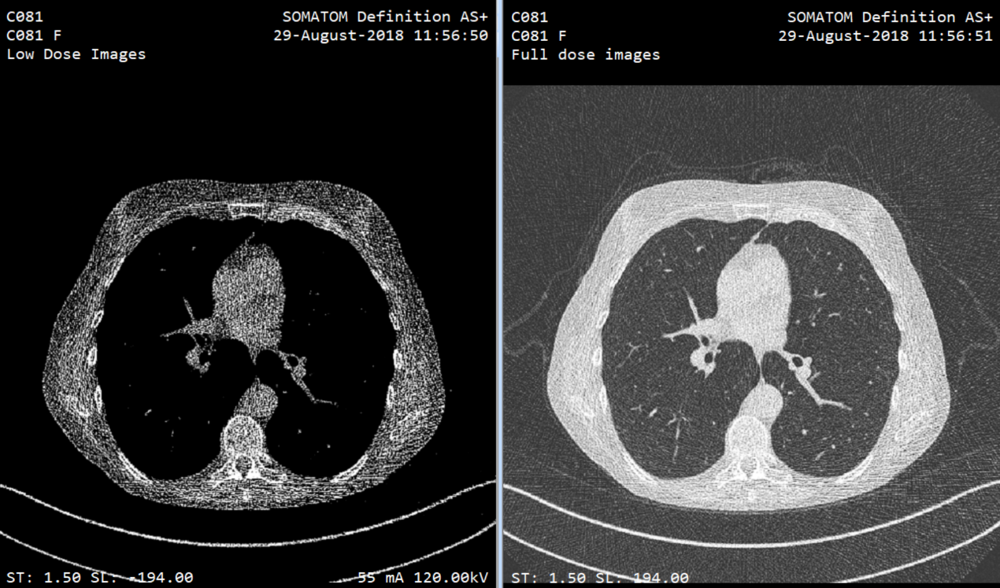 C081
SOMATOM Definition AS+
C081 F
29-August-2018 11:56:50
Low Dose Images
ST: 1.50 SL: -194.00
55 mA 120.00kV
C081
SOMATOM Definition AS+
C081 F
29-August-2018 11:56:51
Full dose images
ST: 1.50 SL: -194.00